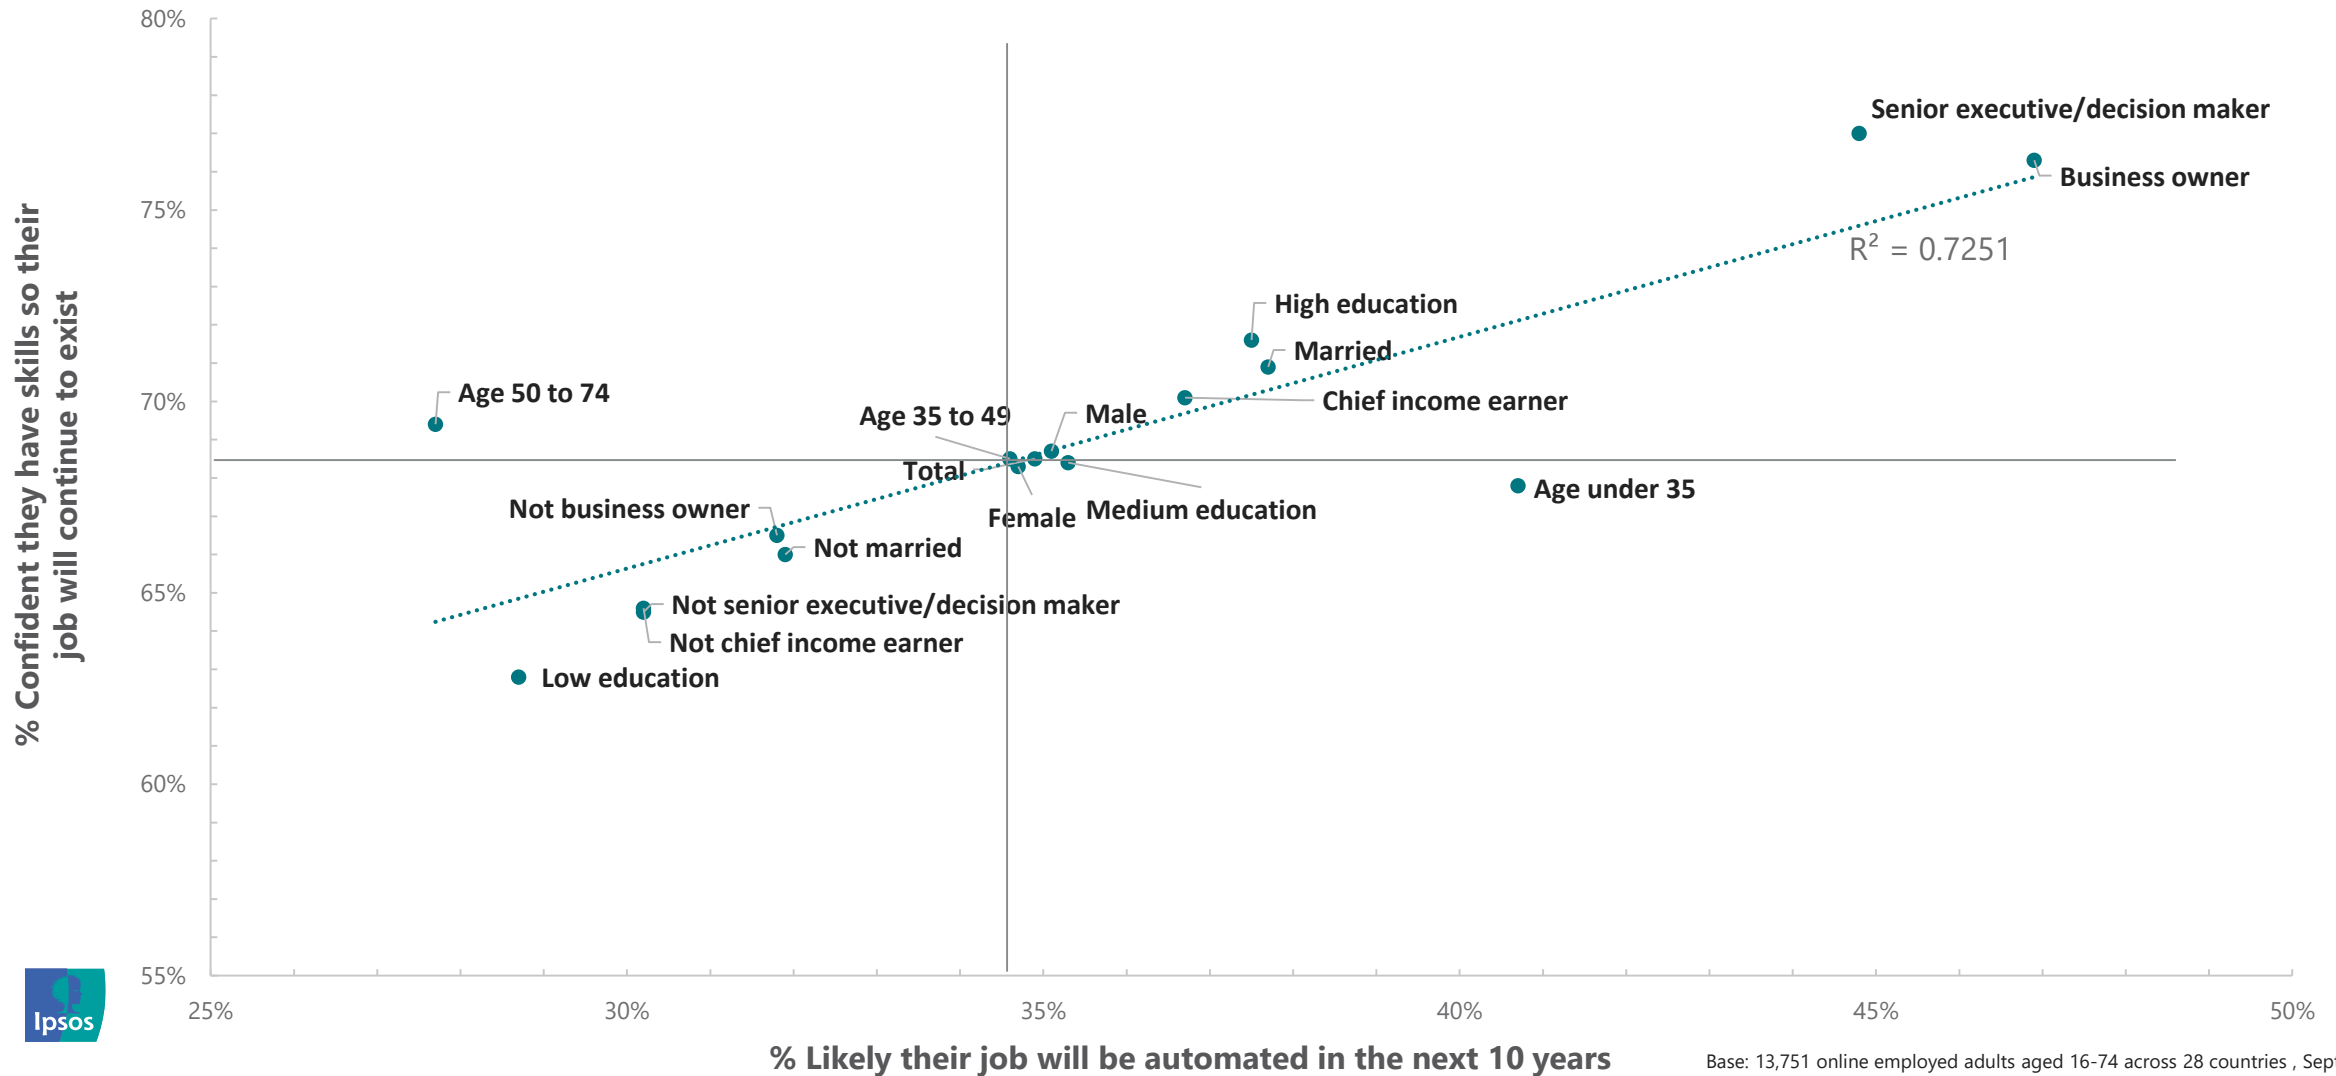 80%
75%
70%
65%
60%
55%
% Confident they have skills so their
job will continue to exist
Senior executive/decision maker
Business owner
R² = 0.7251
High education
Married
Chief income earner
Age 50 to 74
Age 35 to 49
Male
Total
Female
Medium education
Age under 35
Not business owner
Not married
Not senior executive/decision maker
Not chief income earner
Low education
25%
30%
35%
40%
45%
50%
% Likely their job will be automated in the next 10 years
Ipsos
Base: 13,751 online employed adults aged 16-74 across 28 countries , Sept